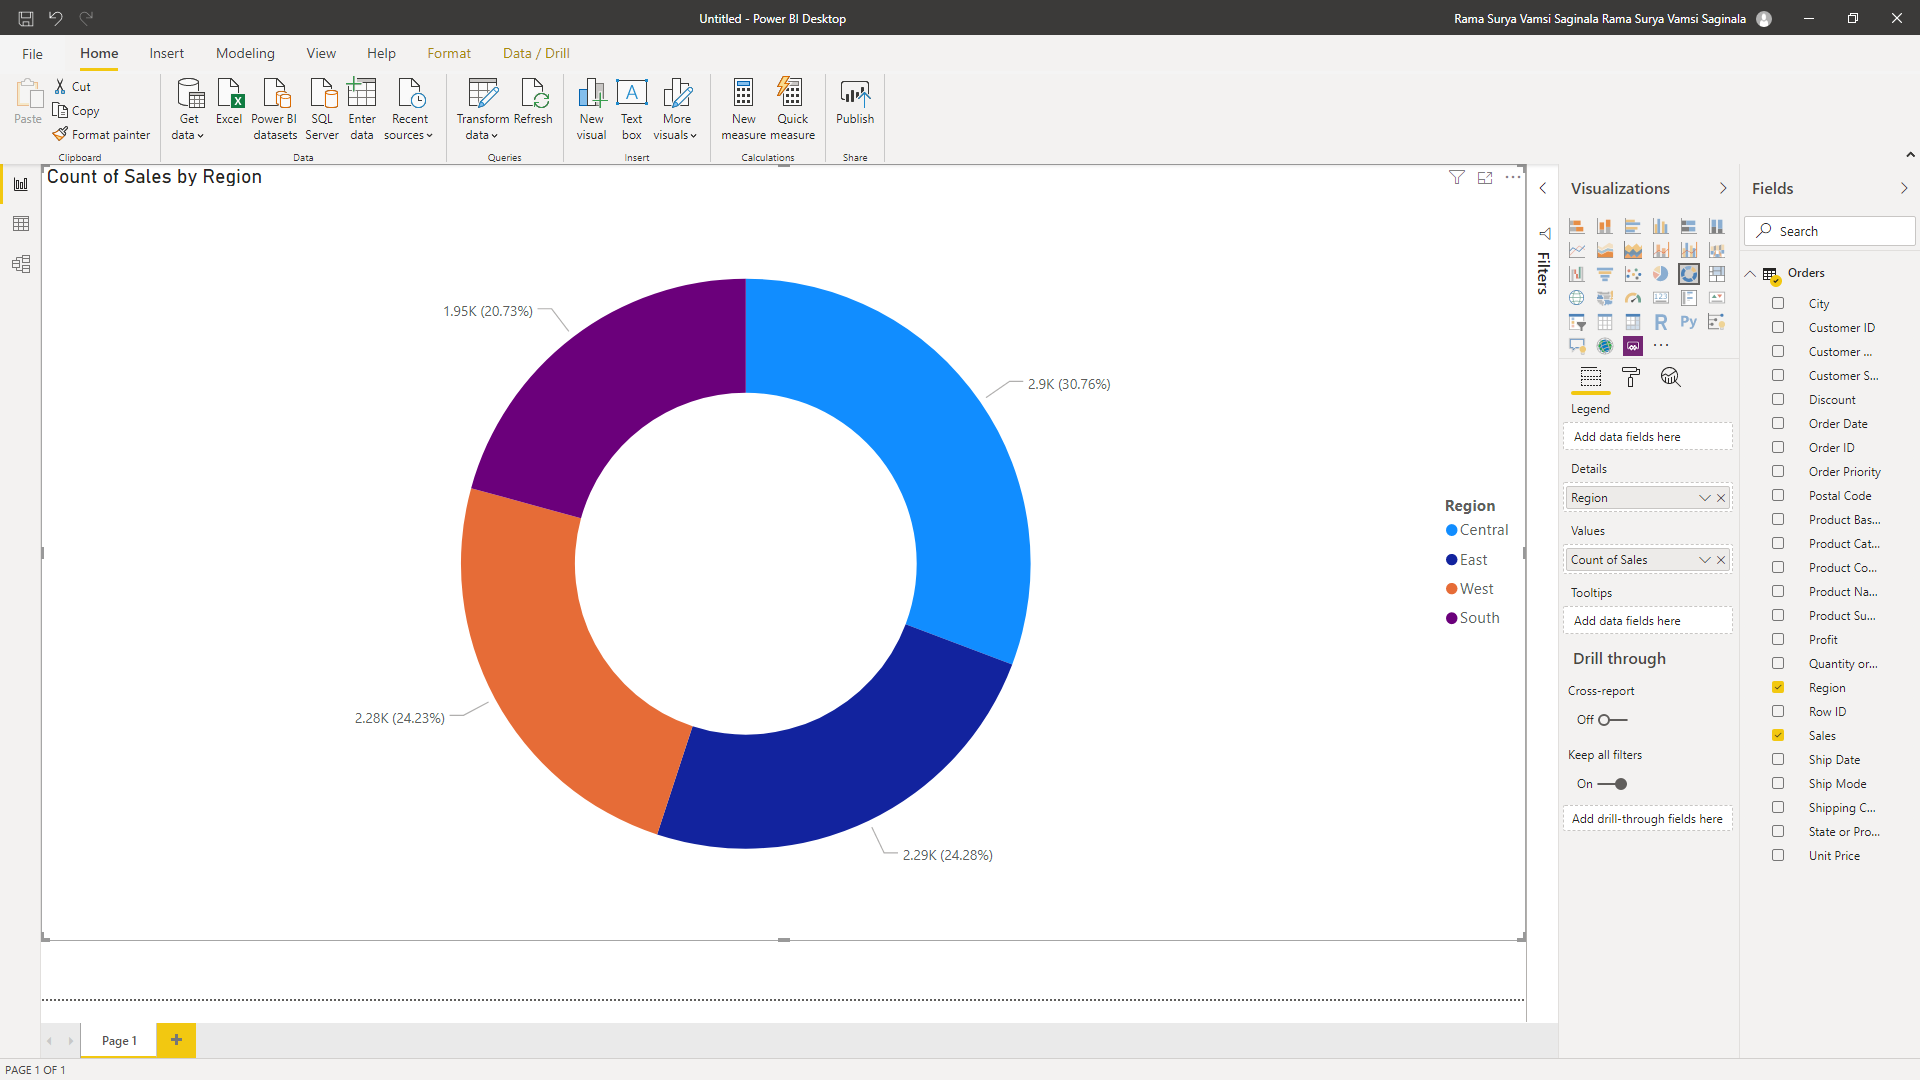 Untitled - Power BI Desktop
Rama Surya Vamsi Saginala Rama Surya Vamsi Saginala
File
Home
Insert
Modeling
View
Help
Format
Data / Drill
Paste
Cut
Copy
Format painter
Clipboard
Get data
Excel
Power BI datasets
SQL Server
Enter data
Recent sources
Data
Transform data
Refresh
Queries
New visual
Text box
More visuals
Insert
New measure
Quick measure
Calculations
Publish
Share
Count of Sales by Region
1.95K (20.73%)
2.9K (30.76%)
2.28K (24.23%)
2.29K (24.28%)
Region
Central
East
West
South
Filters
Visualizations
123
R
Py
Legend
Add data fields here
Details
Region
Values
Count of Sales
Tooltips
Add data fields here
Drill through
Cross-report
Off
Keep all filters
On
Add drill-through fields here
Fields
Search
Orders
City
Customer ID
Customer ...
Customer S...
Discount
Order Date
Order ID
Order Priority
Postal Code
Product Bas...
Product Cat...
Product Co...
Product Na...
Product Su...
Profit
Quantity or...
Region
Row ID
Sales
Ship Date
Ship Mode
Shipping C...
State or Pro...
Unit Price
Page 1
PAGE 1 OF 1